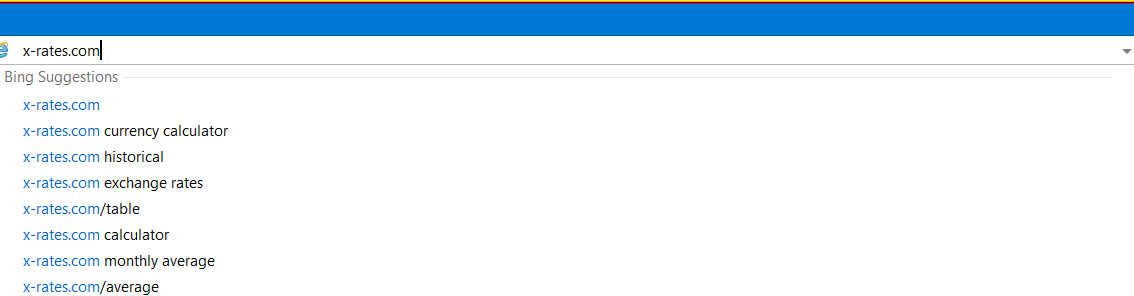 x-rates.com
Bing Suggestions
x-rates.com
x-rates.com currency calculator
x-rates.com historical
x-rates.com exchange rates
x-rates.com/table
x-rates.com calculator
x-rates.com monthly average
x-rates.com/average